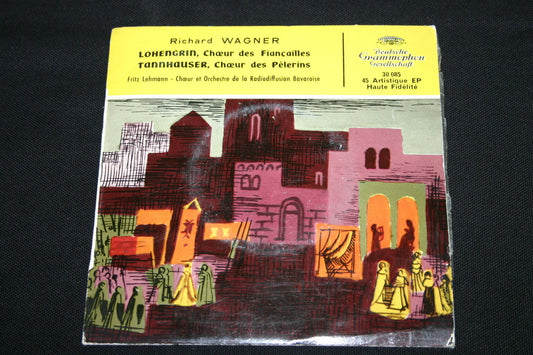 Richard WAGNER
LOHENGRIN, Chœur des Fiançailles
TANNHAUSER, Chœur des Pèlerins
Fritz Lehmann - Chœur et Orchestre de la Radiodiffusion Bavaroise
Deutsche
Grammophon
Gesellschaft
30 085
45 Artistique EP
Haute Fidélité